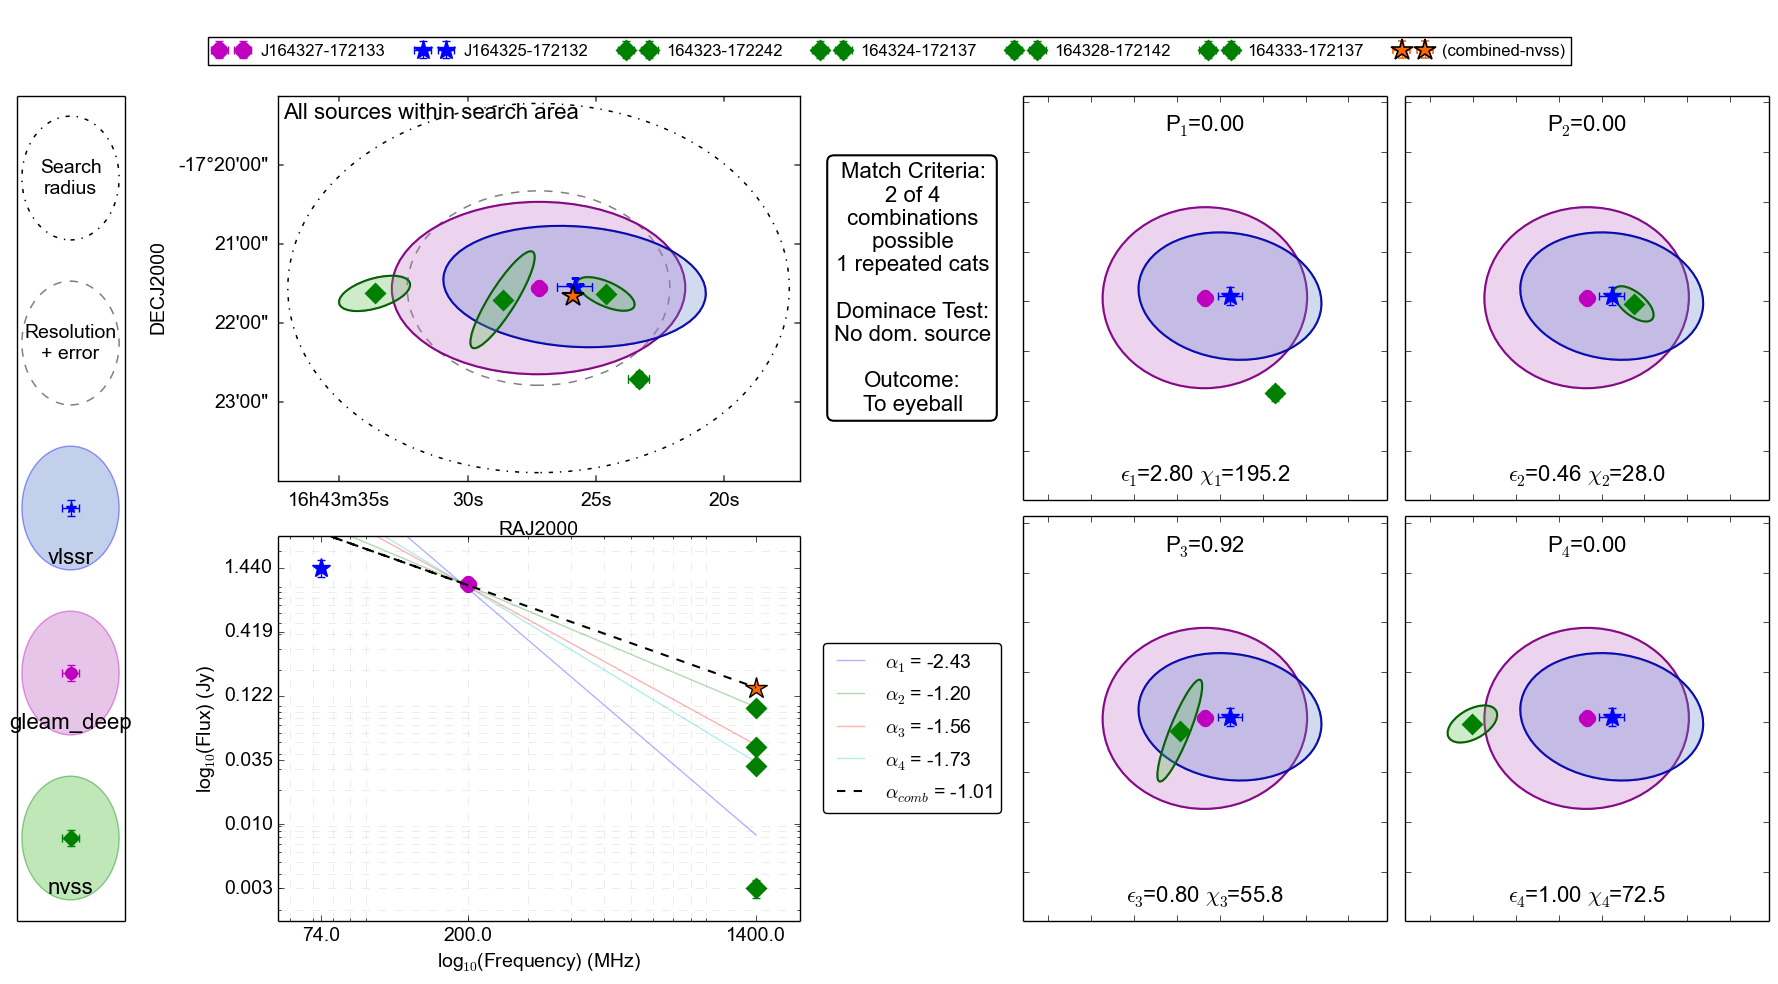 J164327-172133 J164325-172132 164323-172242 164324-172137 164328-172142 164333-172137 (combined-nvss)
Search
radius
Resolution
+ error
vlssr
gleam_deep
nvss
All sources within search area
DECJ2000
-17°20'00"
21'00"
22'00"
23'00"
16h43m35s 30s 25s 20s
RAJ2000
Match Criteria:
2 of 4
combinations
possible
1 repeated cats
Dominace Test:
No dom. source
Outcome:
To eyeball
log₁₀(Flux) (Jy)
1.440
0.419
0.122
0.035
0.010
0.003
74.0 200.0 1400.0
log₁₀(Frequency) (MHz)
α₁ = -2.43
α₂ = -1.20
α₃ = -1.56
α₄ = -1.73
α_comb = -1.01
P₁=0.00
ϵ₁=2.80 χ₁=195.2
P₂=0.00
ϵ₂=0.46 χ₂=28.0
P₃=0.92
ϵ₃=0.80 χ₃=55.8
P₄=0.00
ϵ₄=1.00 χ₄=72.5